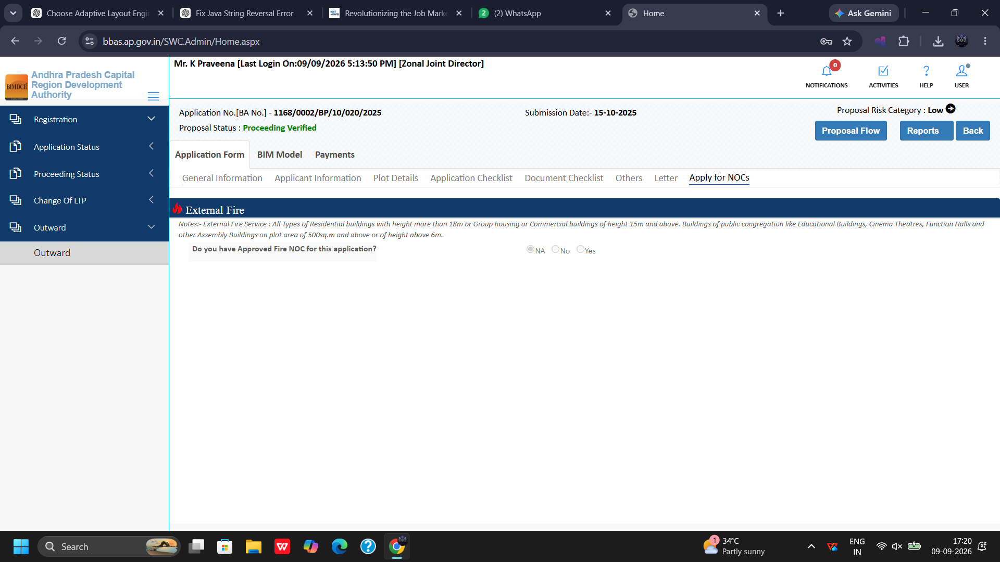 Choose Adaptive Layout Engin
Fix Java String Reversal Error
Revolutionizing the Job Marke
(2) WhatsApp
Home
Ask Gemini
bbas.ap.gov.in/SWC.Admin/Home.aspx
BIMDCR
Andhra Pradesh Capital
Region Development
Authority
Mr. K Praveena [Last Login On:09/09/2026 5:13:50 PM] [Zonal Joint Director]
0
NOTIFICATIONS
ACTIVITIES
HELP
USER
Registration
Application Status
Proceeding Status
Change Of LTP
Outward
Outward
Application No.[BA No.] - 1168/0002/BP/10/020/2025
Submission Date:- 15-10-2025
Proposal Risk Category : Low
Proposal Status : Proceeding Verified
Proposal Flow
Reports
Back
Application Form
BIM Model
Payments
General Information
Applicant Information
Plot Details
Application Checklist
Document Checklist
Others
Letter
Apply for NOCs
External Fire
Notes:- External Fire Service : All Types of Residential buildings with height more than 18m or Group housing or Commercial buildings of height 15m and above. Buildings of public congregation like Educational Buildings, Cinema Theatres, Function Halls and
other Assembly Buildings on plot area of 500sq.m and above or of height above 6m.
Do you have Approved Fire NOC for this application?
NA No Yes
Search
1
34°C
Partly sunny
ENG
IN
17:20
09-09-2026